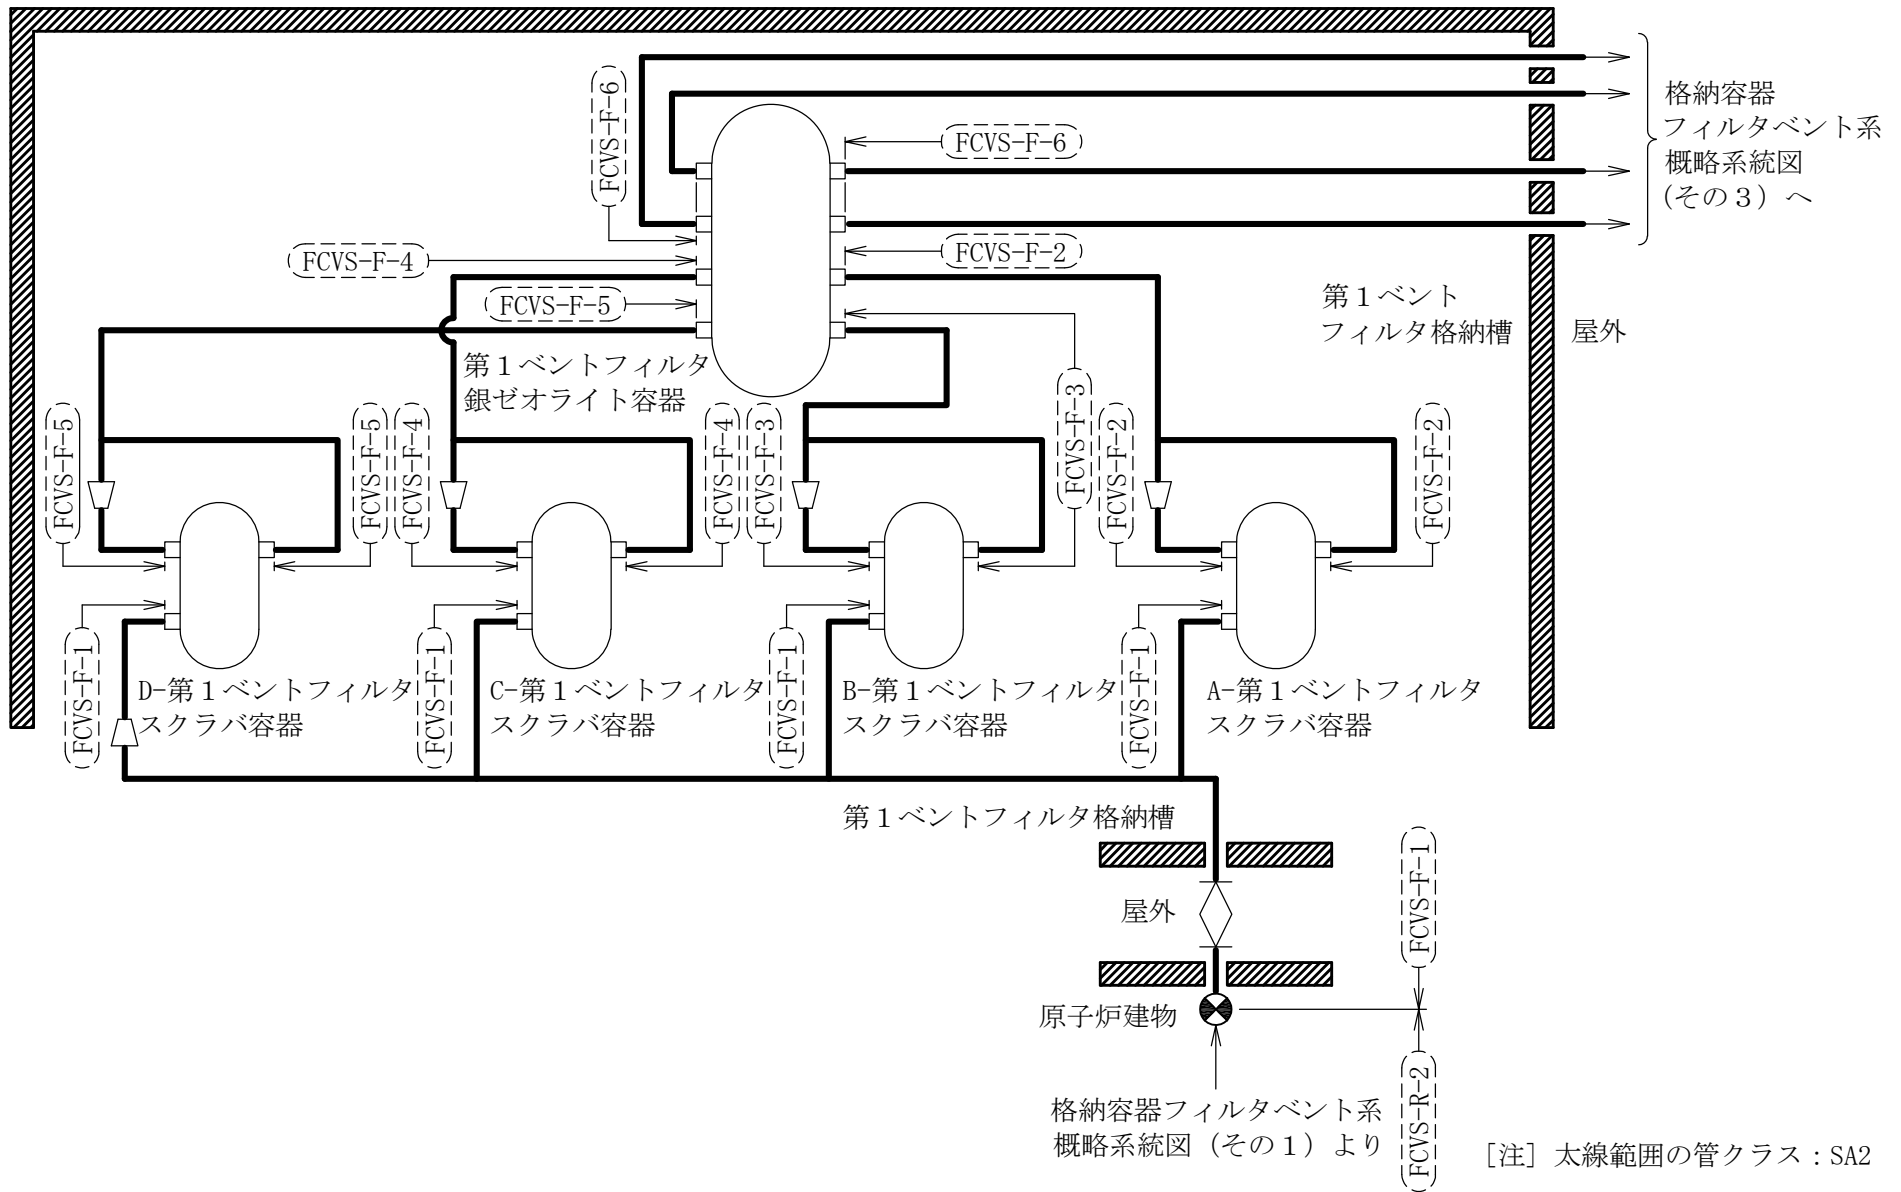 FCVS-F-6
格納容器
フィルタベント系
概略系統図
(その３) へ
FCVS-F-6
FCVS-F-4
FCVS-F-2
FCVS-F-5
第１ベント
フィルタ格納槽
屋外
第１ベントフィルタ
銀ゼオライト容器
FCVS-F-5
FCVS-F-5
FCVS-F-4
FCVS-F-4
FCVS-F-3
FCVS-F-3
FCVS-F-2
FCVS-F-2
FCVS-F-1
D-第１ベントフィルタ
スクラバ容器
FCVS-F-1
C-第１ベントフィルタ
スクラバ容器
FCVS-F-1
B-第１ベントフィルタ
スクラバ容器
FCVS-F-1
A-第１ベントフィルタ
スクラバ容器
第１ベントフィルタ格納槽
屋外
FCVS-F-1
原子炉建物
FCVS-R-2
格納容器フィルタベント系
概略系統図 (その１) より
［注］ 太線範囲の管クラス：SA2